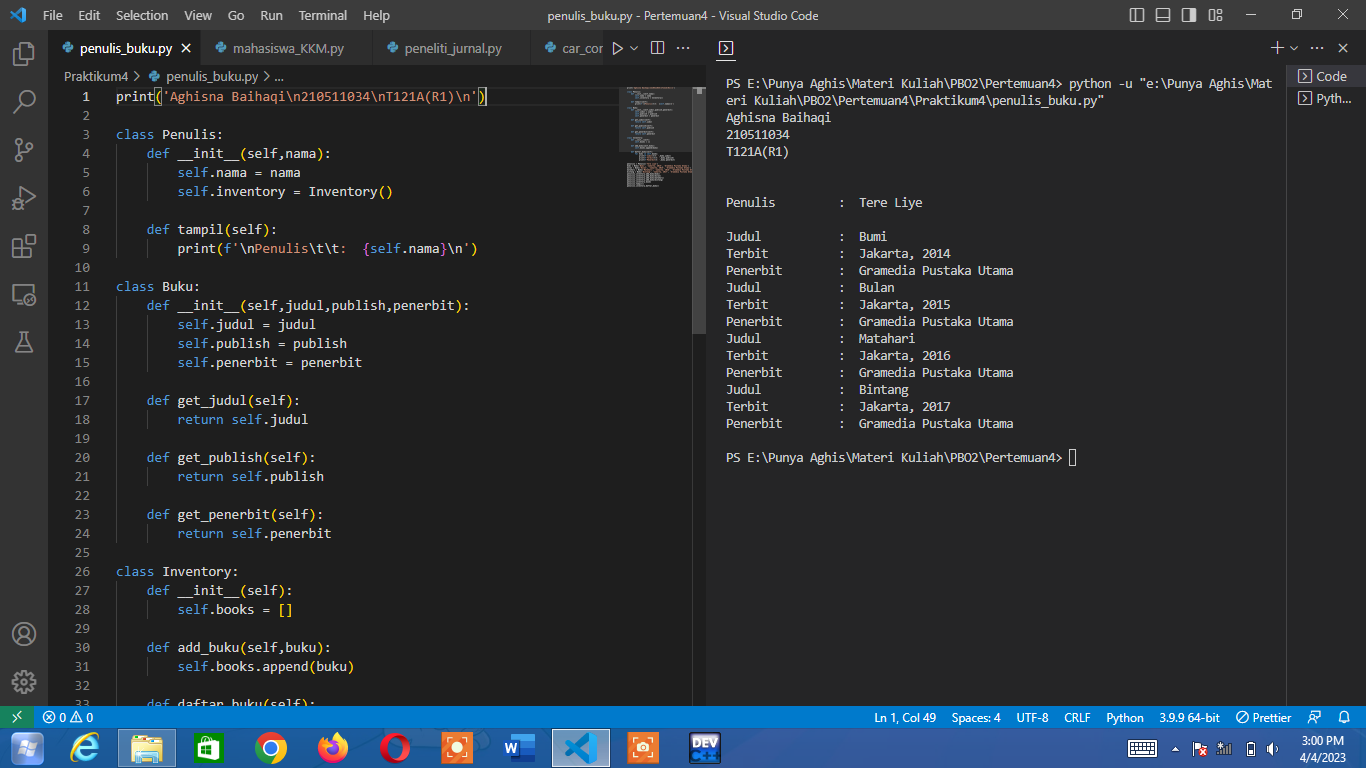 File Edit Selection View Go Run Terminal Help
penulis_buku.py - Pertemuan4 - Visual Studio Code
penulis_buku.py mahasiswa_KKM.py peneliti_jurnal.py car_cor
Praktikum4 > penulis_buku.py > ...
1 print('Aghisna Baihaqi\n210511034\nT121A(R1)\n')
2
3 class Penulis:
4 def __init__(self,nama):
5 self.nama = nama
6 self.inventory = Inventory()
7
8 def tampil(self):
9 print(f'\nPenulis\t\t:  {self.nama}\n')
10
11 class Buku:
12 def __init__(self,judul,publish,penerbit):
13 self.judul = judul
14 self.publish = publish
15 self.penerbit = penerbit
16
17 def get_judul(self):
18 return self.judul
19
20 def get_publish(self):
21 return self.publish
22
23 def get_penerbit(self):
24 return self.penerbit
25
26 class Inventory:
27 def __init__(self):
28 self.books = []
29
30 def add_buku(self,buku):
31 self.books.append(buku)
32
33 def daftar_buku(self):
PS E:\Punya Aghis\Materi Kuliah\PBO2\Pertemuan4> python -u "e:\Punya Aghis\Mat
eri Kuliah\PBO2\Pertemuan4\Praktikum4\penulis_buku.py"
Aghisna Baihaqi
210511034
T121A(R1)
Penulis : Tere Liye
Judul : Bumi
Terbit : Jakarta, 2014
Penerbit : Gramedia Pustaka Utama
Judul : Bulan
Terbit : Jakarta, 2015
Penerbit : Gramedia Pustaka Utama
Judul : Matahari
Terbit : Jakarta, 2016
Penerbit : Gramedia Pustaka Utama
Judul : Bintang
Terbit : Jakarta, 2017
Penerbit : Gramedia Pustaka Utama
PS E:\Punya Aghis\Materi Kuliah\PBO2\Pertemuan4>
Code
Pyth...
0 0
Ln 1, Col 49 Spaces: 4 UTF-8 CRLF Python 3.9.9 64-bit Prettier
W DEV C++
3:00 PM
4/4/2023